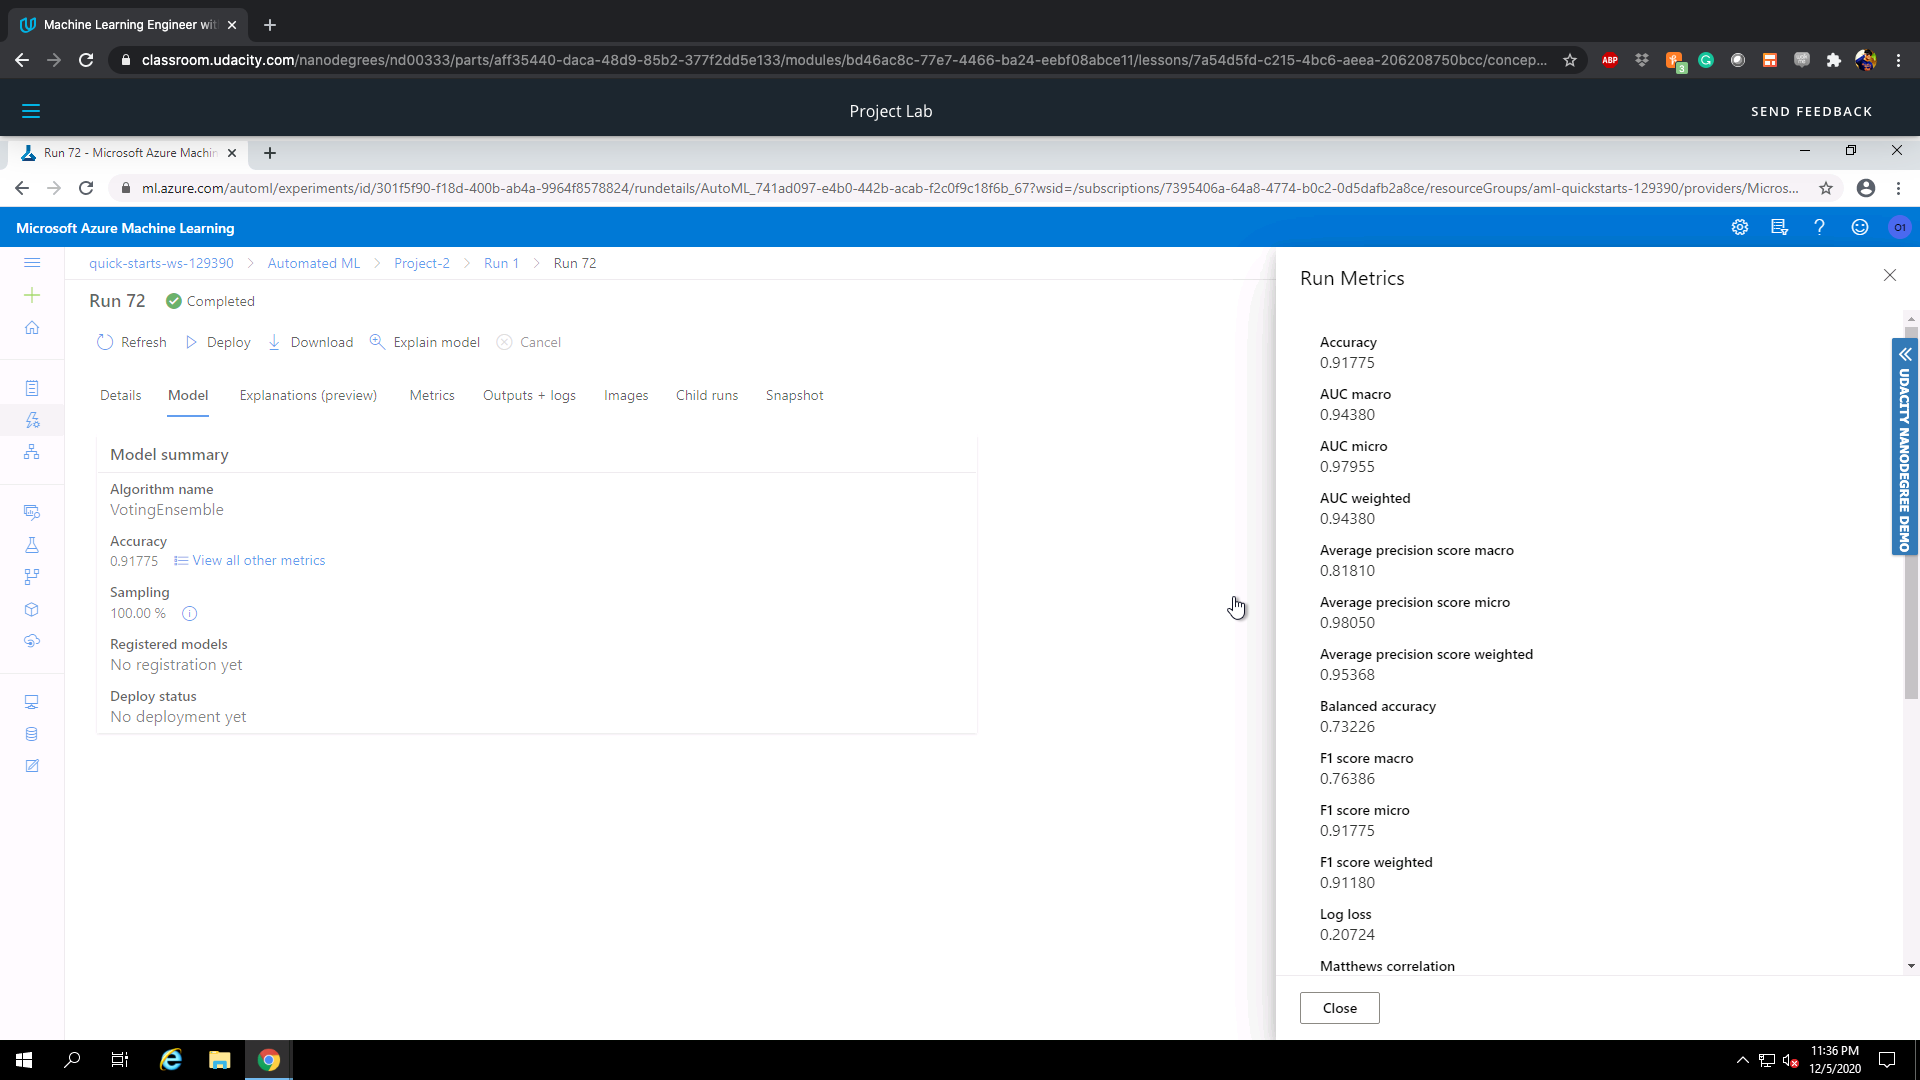 Machine Learning Engineer wit
classroom.udacity.com/nanodegrees/nd00333/parts/aff35440-daca-48d9-85b2-377f2dd5e133/modules/bd46ac8c-77e7-4466-ba24-eebf08abce11/lessons/7a54d5fd-c215-4bc6-aeea-206208750bcc/concep...
ABP
3
Project Lab
SEND FEEDBACK
Run 72 - Microsoft Azure Machin
ml.azure.com/automl/experiments/id/301f5f90-f18d-400b-ab4a-9964f8578824/rundetails/AutoML_741ad097-e4b0-442b-acab-f2c0f9c18f6b_67?wsid=/subscriptions/7395406a-64a8-4774-b0c2-0d5dafb2a8ce/resourceGroups/aml-quickstarts-129390/providers/Micros...
Microsoft Azure Machine Learning
O1
quick-starts-ws-129390 > Automated ML > Project-2 > Run 1 > Run 72
Run 72 Completed
Refresh Deploy Download Explain model Cancel
Details Model Explanations (preview) Metrics Outputs + logs Images Child runs Snapshot
Model summary
Algorithm name
VotingEnsemble
Accuracy
0.91775 View all other metrics
Sampling
100.00 %
Registered models
No registration yet
Deploy status
No deployment yet
Run Metrics
Accuracy
0.91775
AUC macro
0.94380
AUC micro
0.97955
AUC weighted
0.94380
Average precision score macro
0.81810
Average precision score micro
0.98050
Average precision score weighted
0.95368
Balanced accuracy
0.73226
F1 score macro
0.76386
F1 score micro
0.91775
F1 score weighted
0.91180
Log loss
0.20724
Matthews correlation
Close
UDACITY NANODEGREE DEMO
11:36 PM
12/5/2020